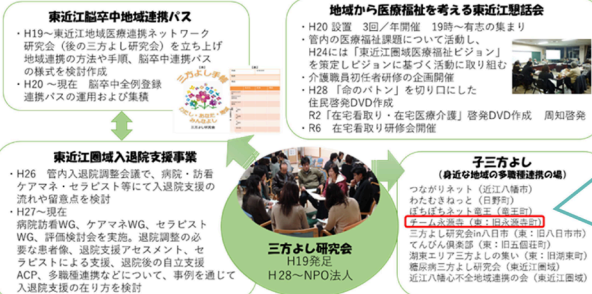 東近江脳卒中地域連携パス
・H19～東近江地域医療連携ネットワーク
研究会（後の三方よし研究会）を立ち上げ
地域連携の方法や手順、脳卒中連携パス
の様式を検討作成
・H20 ～現在　脳卒中全例登録
連携パスの運用および集積
三方よし手帳
三方よし研究会
地域から医療福祉を考える東近江懇話会
・H20 設置　3回／年開催　19時～有志の集まり
・管内の医療福祉課題について活動し、
H24には「東近江圏域医療福祉ビジョン」
を策定しビジョンに基づく活動に取り組む
・介護職員初任者研修の企画開催
・H28 「命のバトン」を切り口にした
住民啓発DVD作成
・R2「在宅看取り・在宅医療介護」啓発DVD作成　周知啓発
・R6　在宅看取り研修会開催
東近江圏域入退院支援事業
・H26　管内入退院調整会議で、病院・訪看
ケアマネ・セラピスト等にて入退院支援の
流れや留意点を検討
・H27～現在
病院訪看WG、ケアマネWG、セラピスト
WG、評価検討会を実施。退院調整の必
要な患者像、退院支援アセスメント、セ
ラピストによる支援、退院後の自立支援
ACP、多職種連携などについて、事例を通じて
入退院支援の在り方を検討
三方よし研究会
H19発足
H28～NPO法人
子三方よし
（身近な地域の多職種連携の場）
つながりネット（近江八幡市）
わたむきねっと（日野町）
ぼちぼちネット竜王（竜王町）
チーム永源寺（東：旧永源寺町）
三方よし研究会in八日市（東：旧八日市市）
てんびん倶楽部（東：旧五個荘町）
湖東エリア三方よしの集い（東：旧湖東町）
糖尿病三方よし研究会（東近江圏域）
近江八幡心不全地域連携の会（東近江圏域）